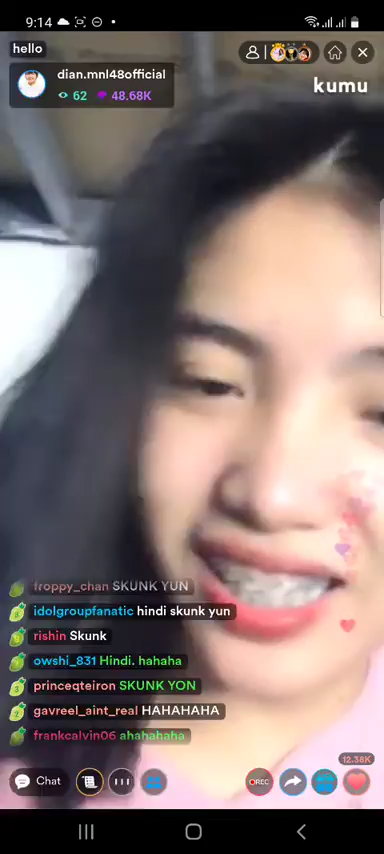 9:14
hello
dian.mnl48official
62 48.68K
kumu
froppy_chan SKUNK YUN
idolgroupfanatic hindi skunk yun
rishin Skunk
owshi_831 Hindi. hahaha
princeqteiron SKUNK YON
gavreel_aint_real HAHAHAHA
frankcalvin06 ahahahaha
12.38K
Chat
REC